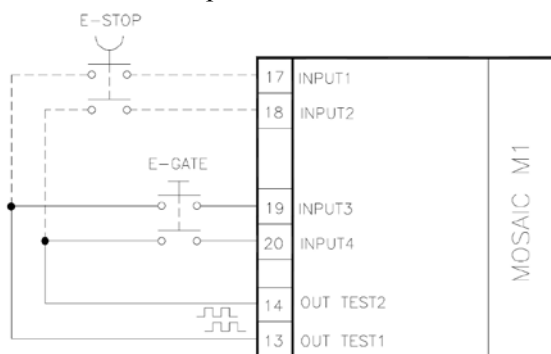 E-STOP
17 INPUT1
18 INPUT2
E-GATE
19 INPUT3
20 INPUT4
14 OUT TEST2
13 OUT TEST1
MOSAIC M1